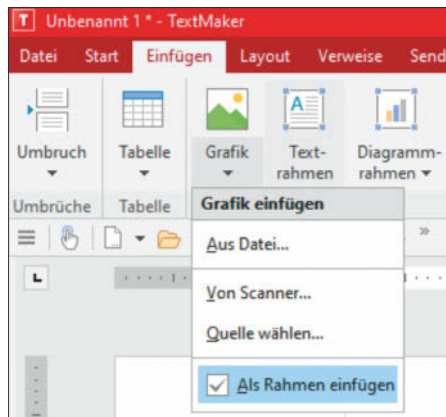 T Unbenannt 1 * - TextMaker
Datei Start Einfügen Layout Verweise Send
Umbruch Tabelle Grafik Text- Diagramm-
rahmen rahmen
Umbrüche Tabelle Grafik einfügen
Aus Datei...
Von Scanner...
Quelle wählen...
Als Rahmen einfügen